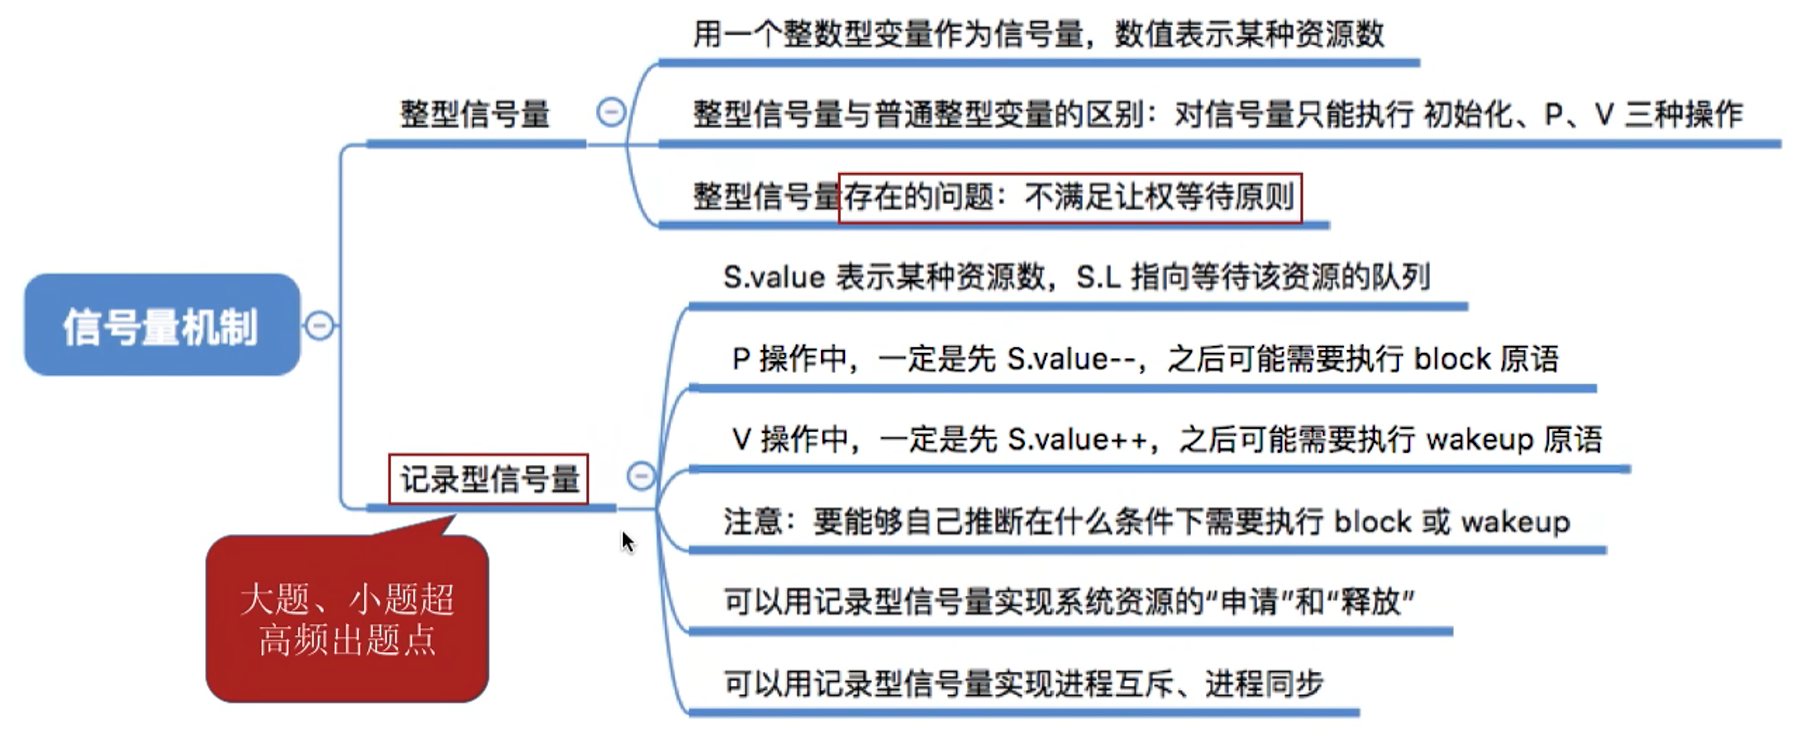 用一个整数型变量作为信号量，数值表示某种资源数
整型信号量
整型信号量与普通整型变量的区别：对信号量只能执行 初始化、P、V 三种操作
整型信号量存在的问题：不满足让权等待原则
信号量机制
S.value 表示某种资源数，S.L 指向等待该资源的队列
P 操作中，一定是先 S.value--，之后可能需要执行 block 原语
V 操作中，一定是先 S.value++，之后可能需要执行 wakeup 原语
记录型信号量
注意：要能够自己推断在什么条件下需要执行 block 或 wakeup
可以用记录型信号量实现系统资源的“申请”和“释放”
可以用记录型信号量实现进程互斥、进程同步
大题、小题超
高频出题点